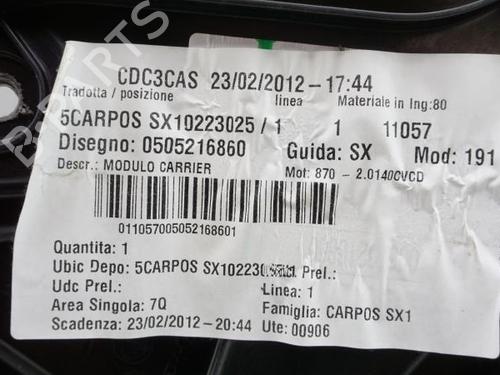 CDC3CAS 23/02/2012-17:44
Tradotta / posizione linea Materiale in Ing:80
5CARPOS SX10223025 / 1 1 11057
Disegno: 0505216860 Guida: SX Mod: 191
Descr.: MODULO CARRIER Mot: 870 - 2.0140CVCD
011057005052168601
Quantita: 1
Ubic Depo: 5CARPOS SX102230 Prel.:
Udc Prel.: Linea: 1
Area Singola: 7Q Famiglia: CARPOS SX1
Scadenza: 23/02/2012-20:44 Ute: 00906
B-PARTS